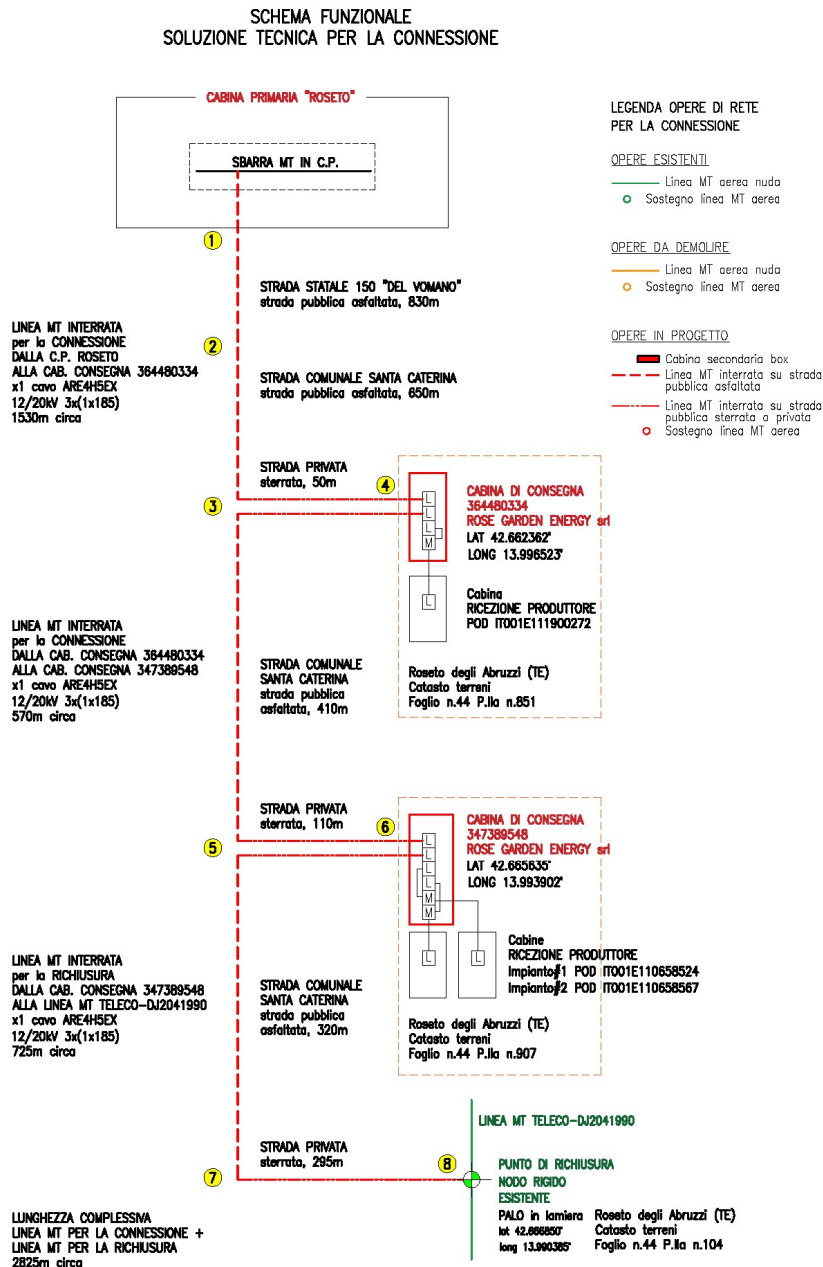 SCHEMA FUNZIONALE
SOLUZIONE TECNICA PER LA CONNESSIONE
CABINA PRIMARIA "ROSETO"
SBARRA MT IN C.P.
LEGENDA OPERE DI RETE
PER LA CONNESSIONE
OPERE ESISTENTI
Linea MT aerea nuda
Sostegno linea MT aerea
OPERE DA DEMOLIRE
Linea MT aerea nuda
Sostegno linea MT aerea
OPERE IN PROGETTO
Cabina secondaria box
Linea MT interrata su strada
pubblica asfaltata
Linea MT interrata su strada
pubblica sterrata o privata
Sostegno linea MT aerea
1
STRADA STATALE 150 "DEL VOMANO"
strada pubblica asfaltata, 830m
2
LINEA MT INTERRATA
per la CONNESSIONE
DALLA C.P. ROSETO
ALLA CAB. CONSEGNA 364480334
x1 cavo ARE4H5EX
12/20kV 3x(1x185)
1530m circa
STRADA COMUNALE SANTA CATERINA
strada pubblica asfaltata, 650m
STRADA PRIVATA
sterrata, 50m
3
4
L
L
L
M
CABINA DI CONSEGNA
364480334
ROSE GARDEN ENERGY srl
LAT 42.662362°
LONG 13.996523°
L
Cabina
RICEZIONE PRODUTTORE
POD IT001E111900272
Roseto degli Abruzzi (TE)
Catasto terreni
Foglio n.44 P.lla n.851
LINEA MT INTERRATA
per la CONNESSIONE
DALLA CAB. CONSEGNA 364480334
ALLA CAB. CONSEGNA 347389548
x1 cavo ARE4H5EX
12/20kV 3x(1x185)
570m circa
STRADA COMUNALE
SANTA CATERINA
strada pubblica
asfaltata, 410m
STRADA PRIVATA
sterrata, 110m
5
6
L
L
L
L
M
M
CABINA DI CONSEGNA
347389548
ROSE GARDEN ENERGY srl
LAT 42.665635°
LONG 13.993902°
L
L
Cabine
RICEZIONE PRODUTTORE
Impianto#1 POD IT001E110658524
Impianto#2 POD IT001E110658567
Roseto degli Abruzzi (TE)
Catasto terreni
Foglio n.44 P.lla n.907
LINEA MT INTERRATA
per la RICHIUSURA
DALLA CAB. CONSEGNA 347389548
ALLA LINEA MT TELECO-DJ2041990
x1 cavo ARE4H5EX
12/20kV 3x(1x185)
725m circa
STRADA COMUNALE
SANTA CATERINA
strada pubblica
asfaltata, 320m
STRADA PRIVATA
sterrata, 295m
7
8
LINEA MT TELECO-DJ2041990
PUNTO DI RICHIUSURA
NODO RIGIDO
ESISTENTE
PALO in lamiera
lat 42.666850°
long 13.990385°
Roseto degli Abruzzi (TE)
Catasto terreni
Foglio n.44 P.lla n.104
LUNGHEZZA COMPLESSIVA
LINEA MT PER LA CONNESSIONE +
LINEA MT PER LA RICHIUSURA
2825m circa